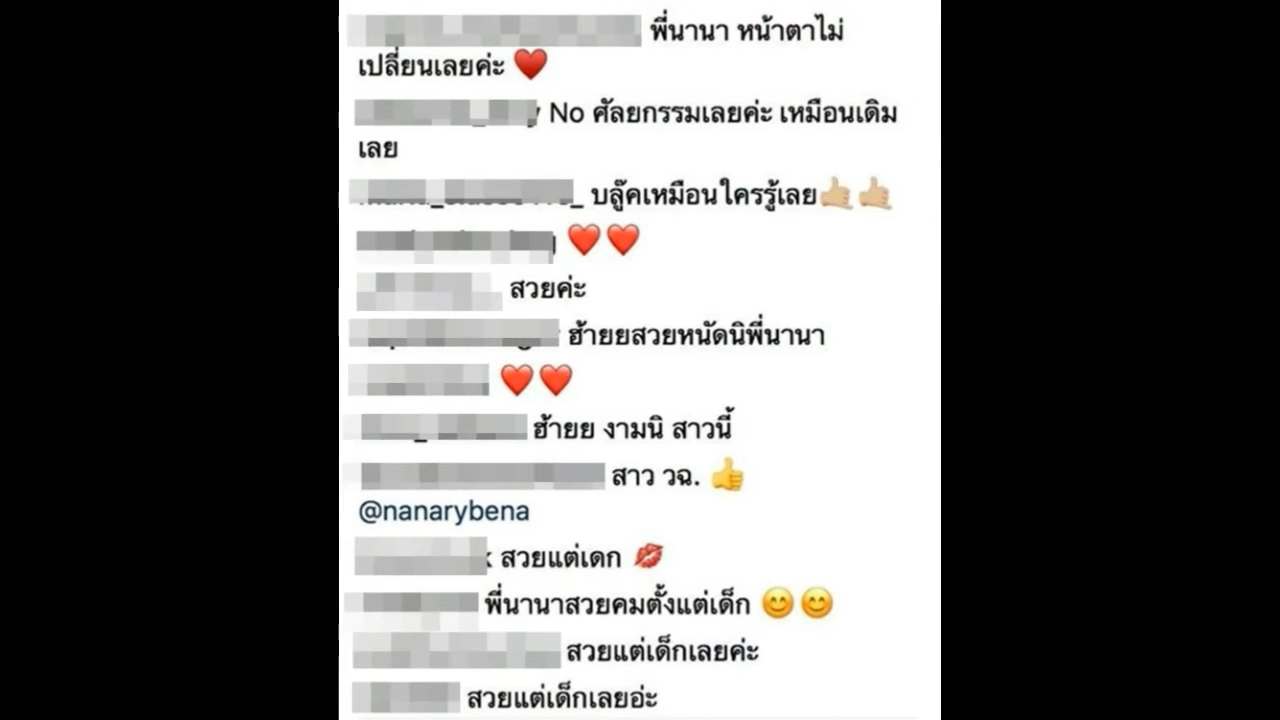 พี่นานา หน้าตาไม่
เปลี่ยนเลยค่ะ ❤️
No ศัลยกรรมเลยค่ะ เหมือนเดิม
เลย
บลู๊คเหมือนใครรู้เลย🤙🏼🤙🏼
❤️❤️
สวยค่ะ
ฮ้ายยสวยหนัดนิพี่นานา
❤️❤️
ฮ้ายย งามนิ สาวนี้
สาว วฉ. 👍
@nanarybena
สวยแต่เดก 💋
พี่นานาสวยคมตั้งแต่เด็ก 😊😊
สวยแต่เด็กเลยค่ะ
สวยแต่เด็กเลยอ่ะ